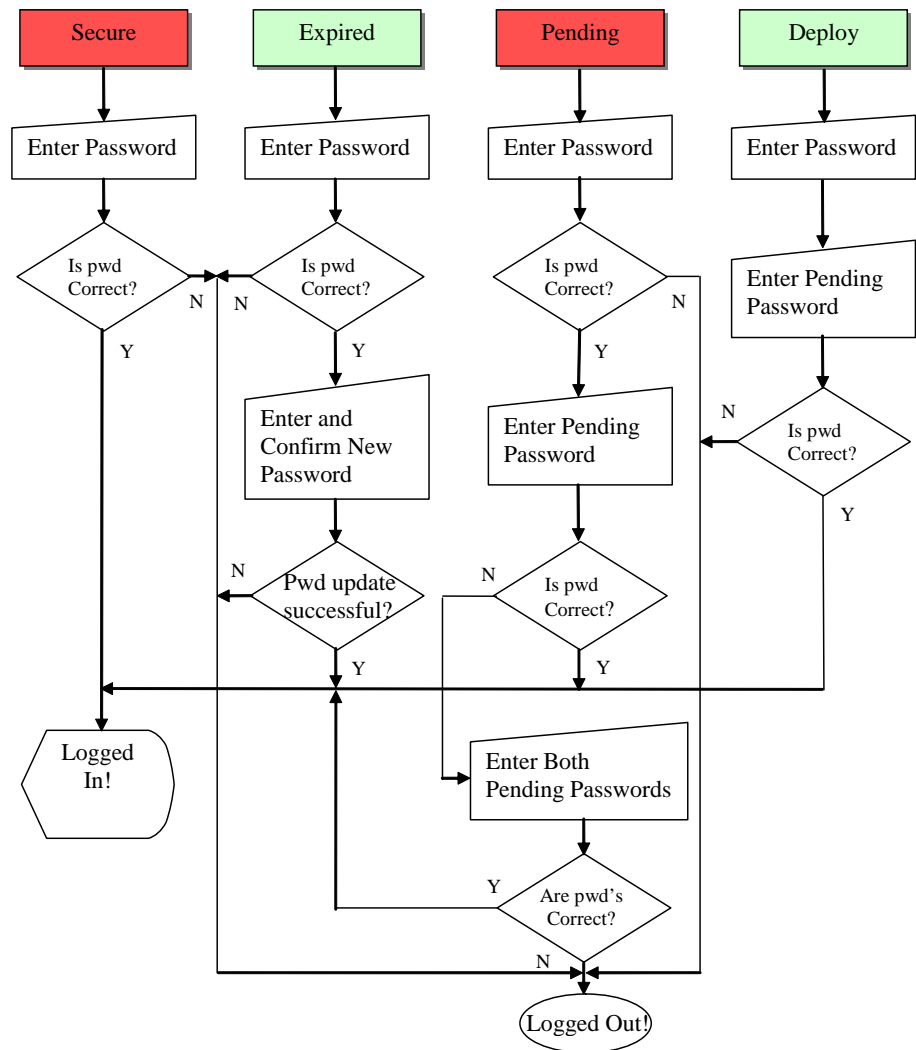 Secure
Expired
Pending
Deploy
Enter Password
Enter Password
Enter Password
Enter Password
Is pwd
Correct?
N
Y
Is pwd
Correct?
N
Y
Is pwd
Correct?
N
Y
Enter Pending
Password
Enter and
Confirm New
Password
Enter Pending
Password
Is pwd
Correct?
N
Y
Pwd update
successful?
N
Y
Is pwd
Correct?
N
Y
Logged
In!
Enter Both
Pending Passwords
Are pwd's
Correct?
Y
N
Logged Out!